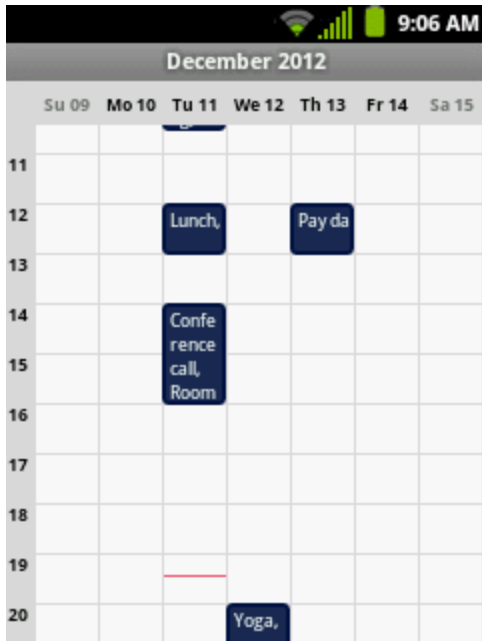 9:06 AM
December 2012
Su 09 Mo 10 Tu 11 We 12 Th 13 Fr 14 Sa 15
11
12 Lunch, Pay da
13
14 Confe
rence
15 call,
Room
16
17
18
19
20 Yoga,